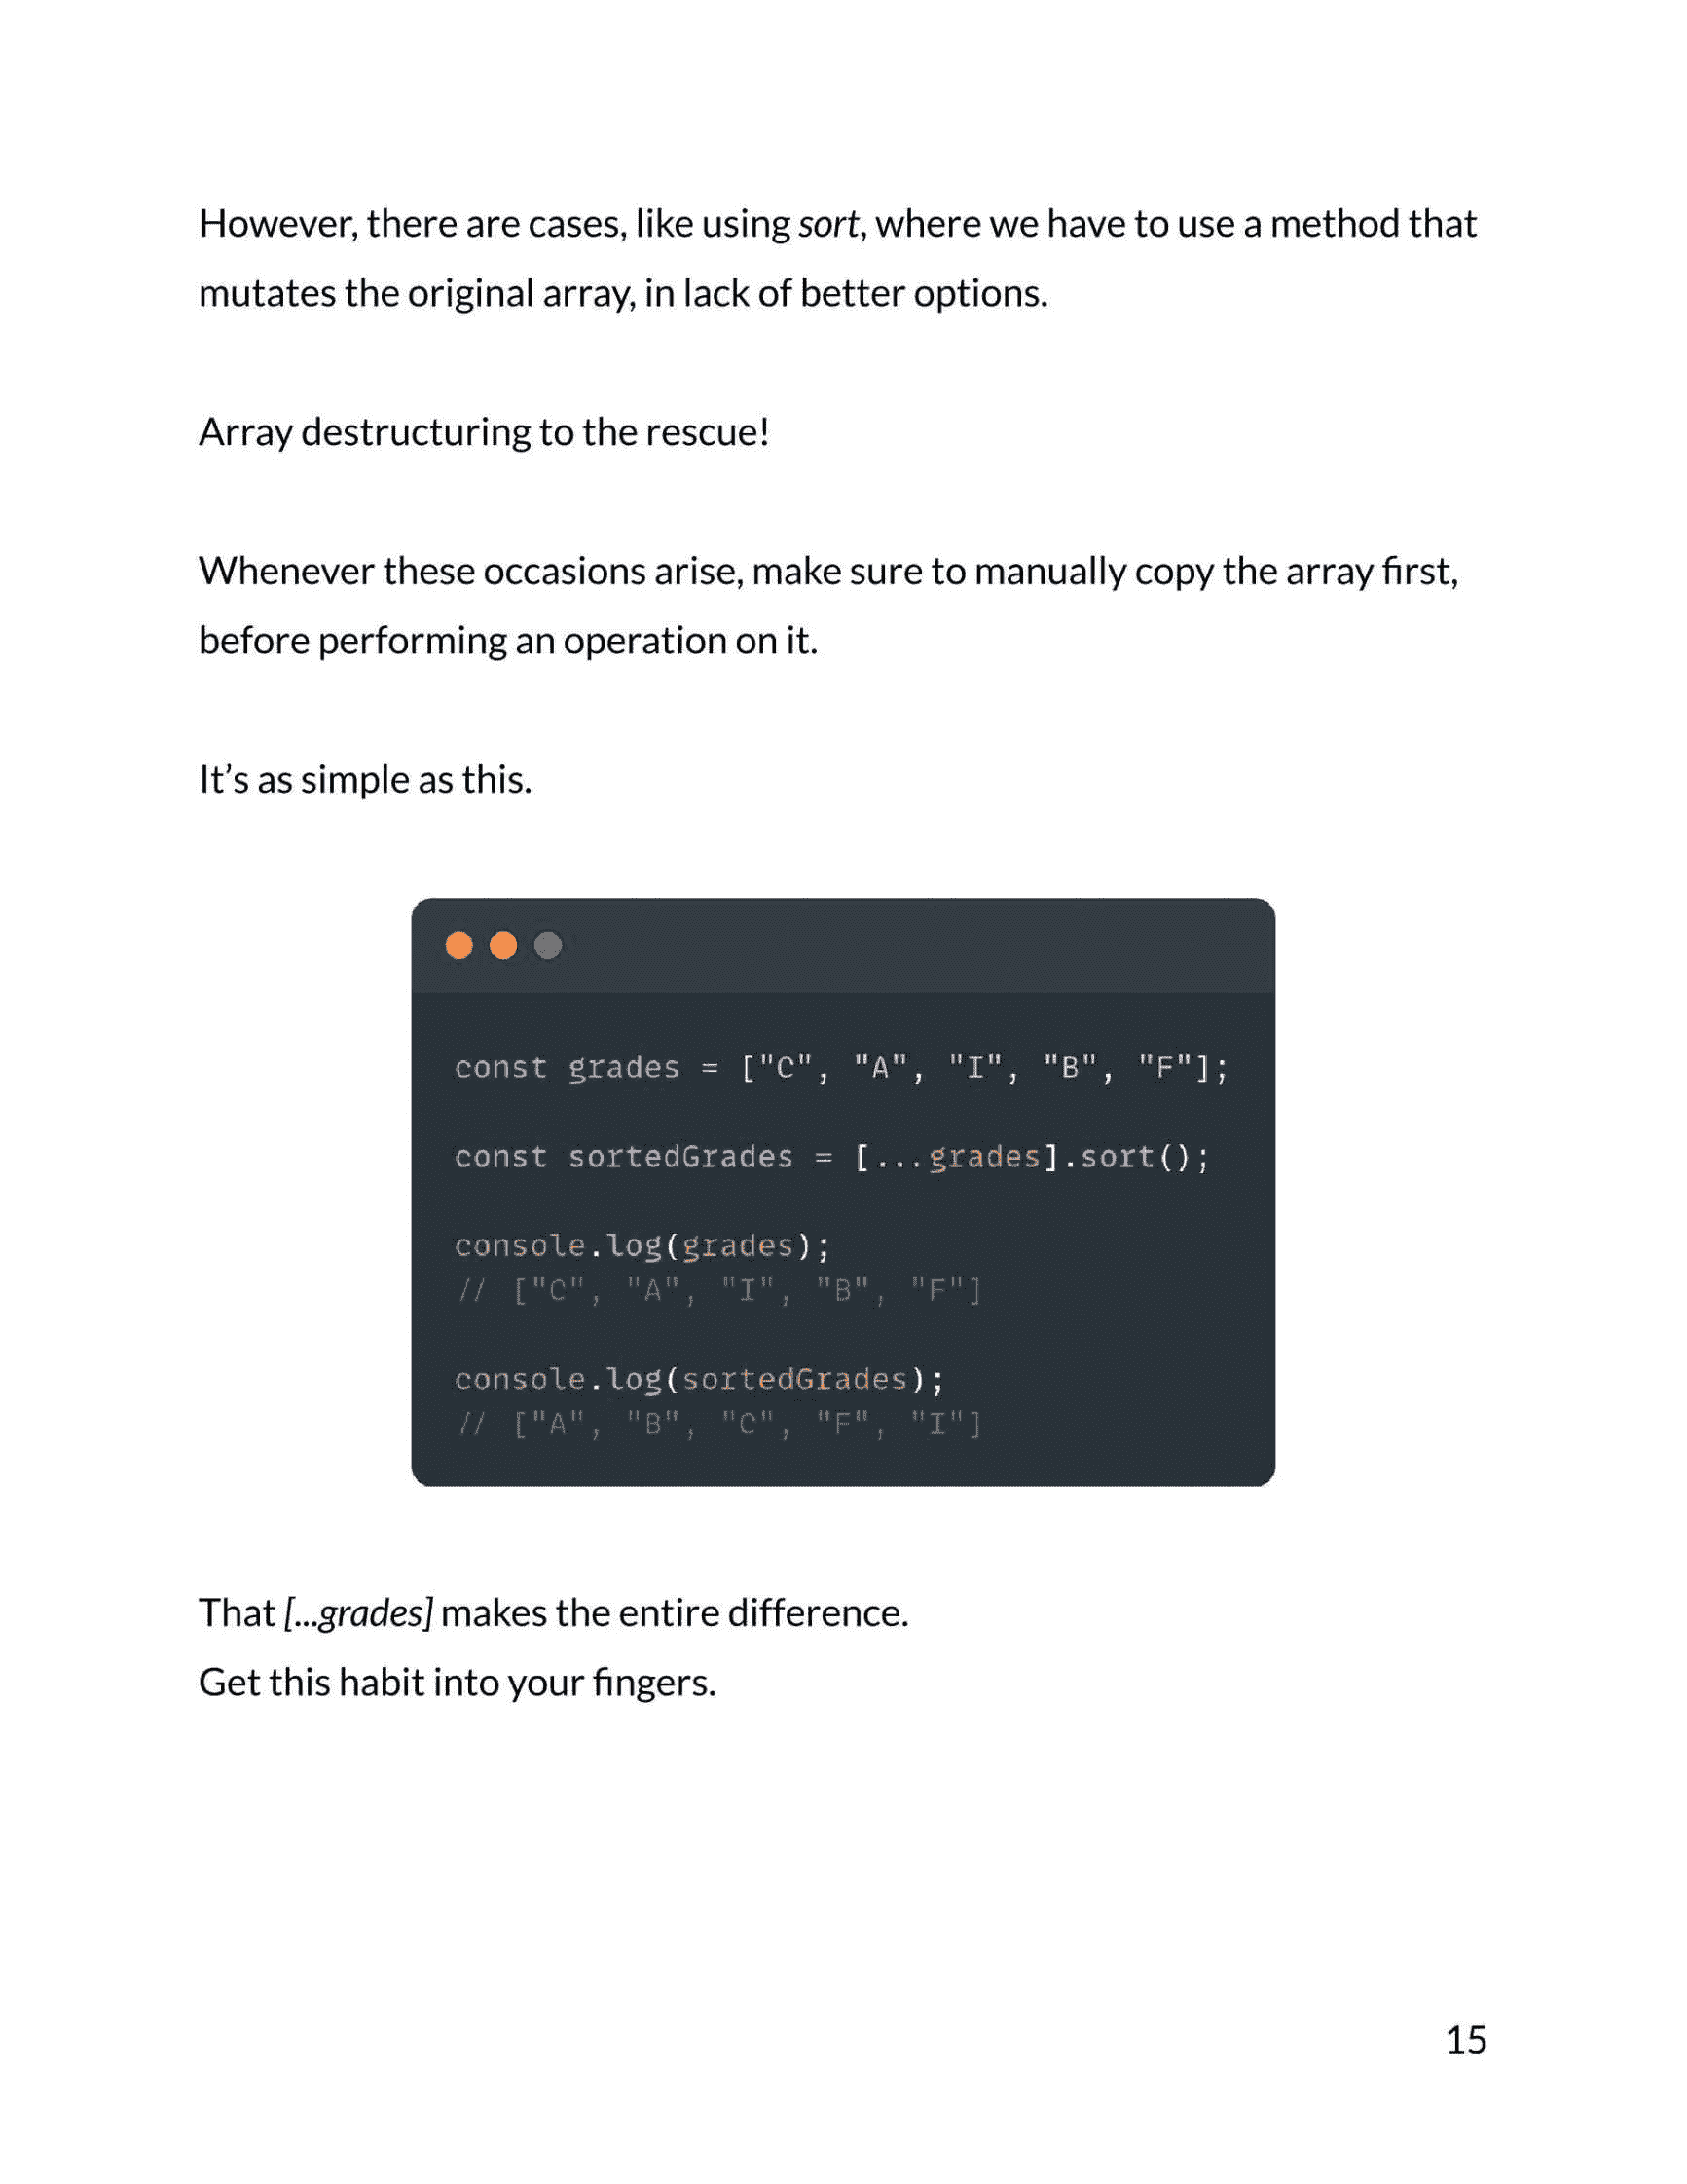 However, there are cases, like using sort, where we have to use a method that
mutates the original array, in lack of better options.
Array destructuring to the rescue!
Whenever these occasions arise, make sure to manually copy the array first,
before performing an operation on it.
It’s as simple as this.
const grades = ["C", "A", "I", "B", "F"];
const sortedGrades = [...grades].sort();
console.log(grades);
// ["C", "A", "I", "B", "F"]
console.log(sortedGrades);
// ["A", "B", "C", "F", "I"]
That [...grades] makes the entire difference.
Get this habit into your fingers.
15